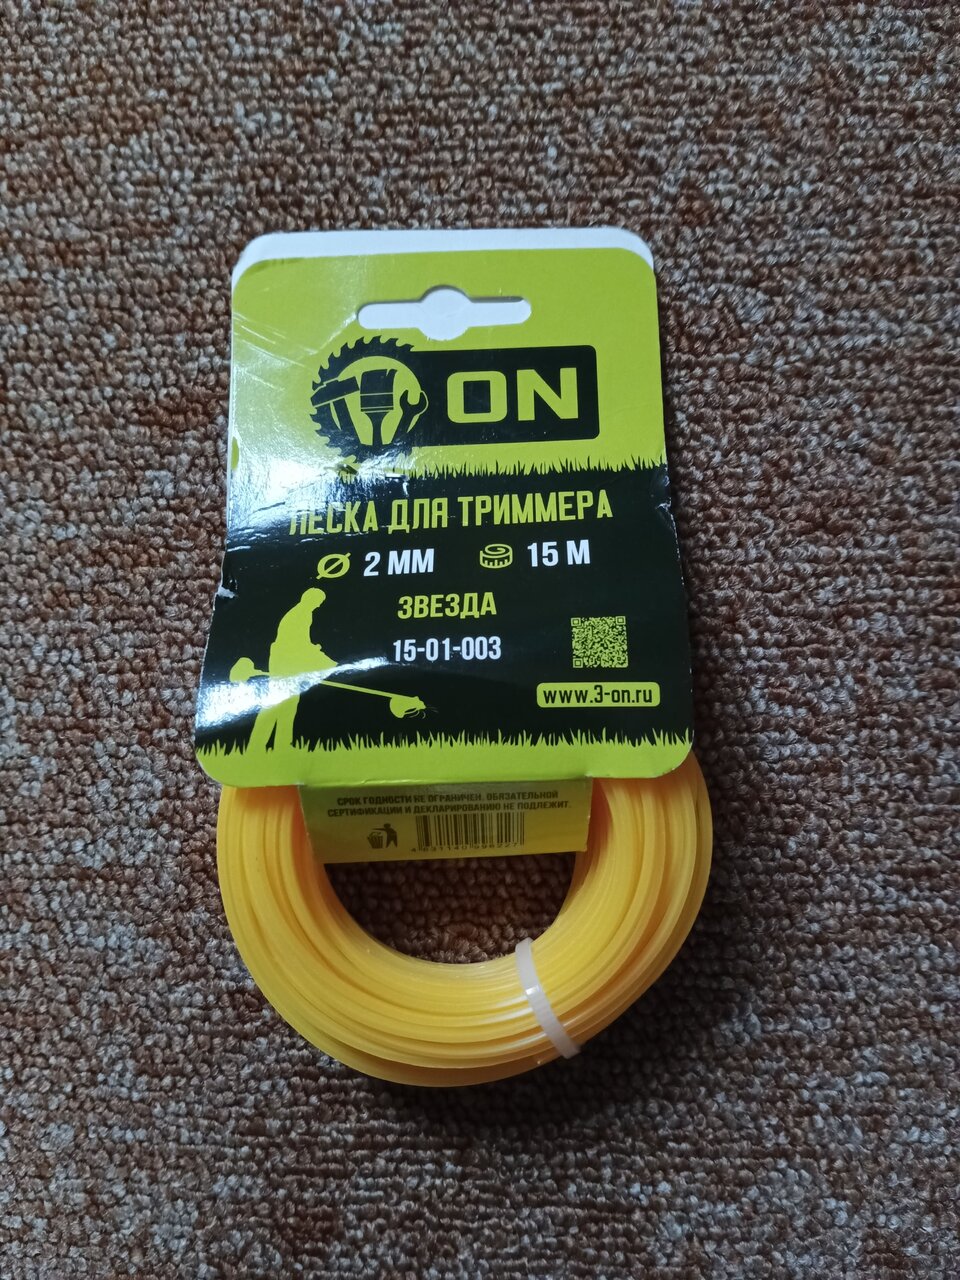 ON
ЛЕСКА ДЛЯ ТРИММЕРА
2 ММ 15 М
ЗВЕЗДА
15-01-003
www.3-on.ru
СРОК ГОДНОСТИ НЕ ОГРАНИЧЕН. ОБЯЗАТЕЛЬНОЙ
СЕРТИФИКАЦИИ И ДЕКЛАРИРОВАНИЮ НЕ ПОДЛЕЖИТ.